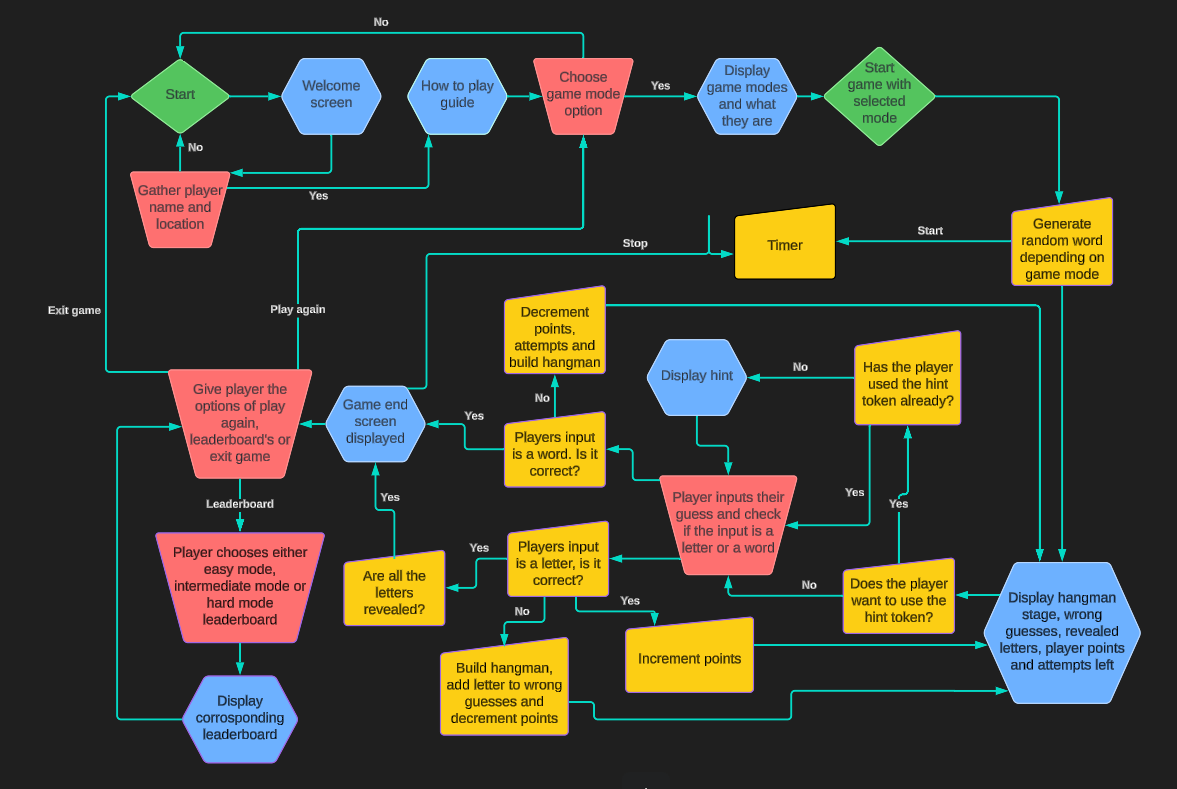 No
Start
Welcome
screen
How to play
guide
Choose
game mode
option
Yes
Display
game modes
and what
they are
Start
game with
selected
mode
No
Gather player
name and
location
Yes
Stop
Timer
Start
Generate
random word
depending on
game mode
Exit game
Play again
Decrement
points,
attempts and
build hangman
Display hint
No
Has the player
used the hint
token already?
Give player the
options of play
again,
leaderboard's or
exit game
Game end
screen
displayed
Yes
No
Players input
is a word. Is it
correct?
Player inputs their
guess and check
if the input is a
letter or a word
Yes
Yes
Leaderboard
Yes
Player chooses either
easy mode,
intermediate mode or
hard mode
leaderboard
Are all the
letters
revealed?
Yes
Players input
is a letter, is it
correct?
No
Does the player
want to use the
hint token?
Display hangman
stage, wrong
guesses, revealed
letters, player points
and attempts left
No
Yes
Build hangman,
add letter to wrong
guesses and
decrement points
Increment points
Display
corrosponding
leaderboard